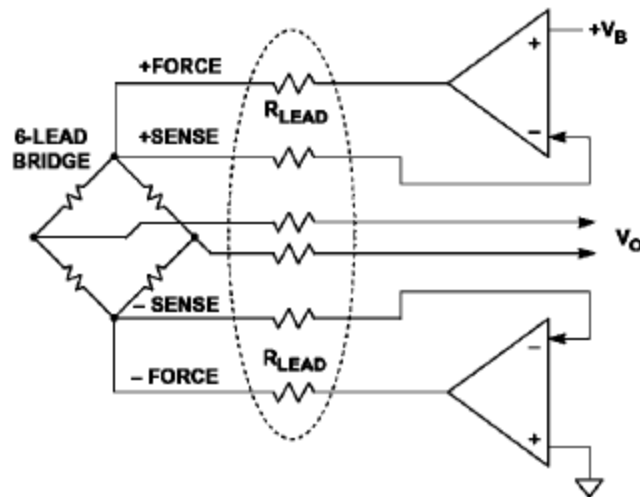 +FORCE
+V_B
+
R_LEAD
6-LEAD
BRIDGE
+SENSE
–
V_O
– SENSE
–
R_LEAD
– FORCE
+